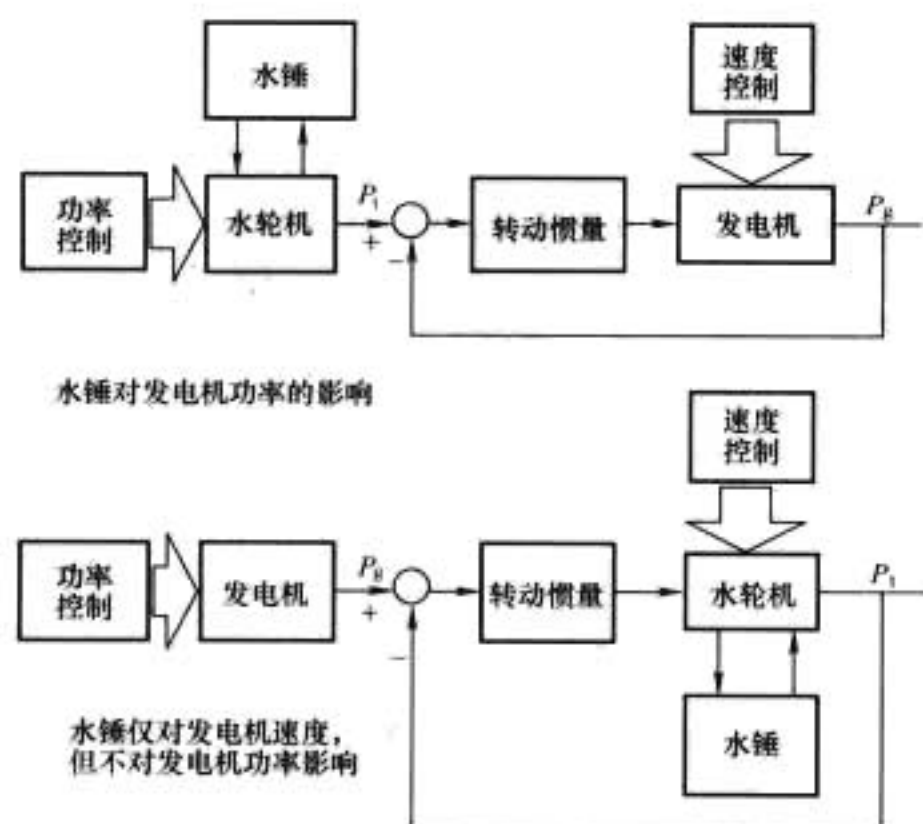 水锤
速度
控制
功率
控制
水轮机
P₁
+
−
转动惯量
发电机
Pg
水锤对发电机功率的影响
速度
控制
功率
控制
发电机
Pg
+
−
转动惯量
水轮机
P₁
水锤
水锤仅对发电机速度，
但不对发电机功率影响